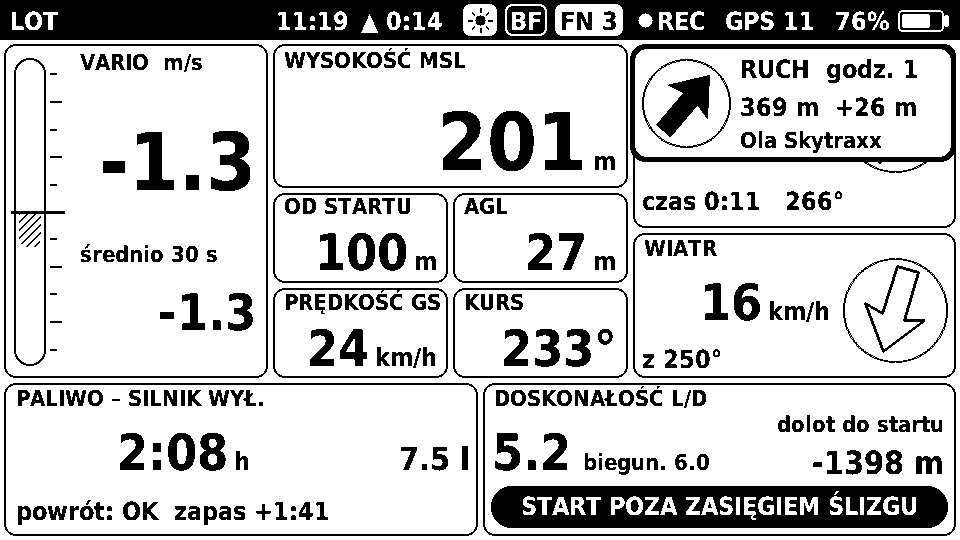 LOT 11:19 ▲ 0:14 BF FN 3 ●REC GPS 11 76%
VARIO m/s
-1.3
średnio 30 s
-1.3
WYSOKOŚĆ MSL
201 m
OD STARTU
100 m
AGL
27 m
PRĘDKOŚĆ GS
24 km/h
KURS
233°
RUCH godz. 1
369 m +26 m
Ola Skytraxx
czas 0:11 266°
WIATR
16 km/h
z 250°
PALIWO – SILNIK WYŁ.
2:08 h 7.5 l
powrót: OK zapas +1:41
DOSKONAŁOŚĆ L/D
5.2 biegun. 6.0
dolot do startu
-1398 m
START POZA ZASIĘGIEM ŚLIZGU